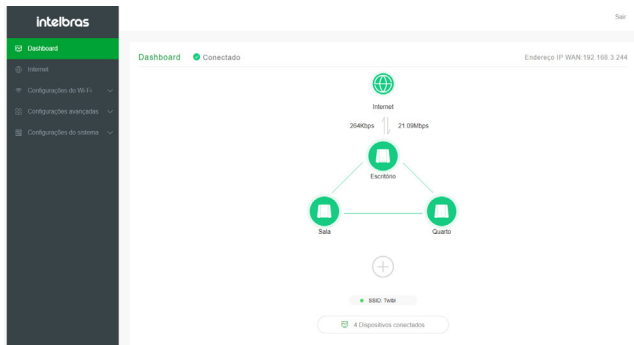 intelbras
Sair
Dashboard
Internet
Configurações do Wi-Fi
Configurações avançadas
Configurações do sistema
Dashboard Conectado
Endereço IP WAN:192.168.3.244
Internet
264Kbps 21.09Mbps
Escritório
Sala Quarto
SSID: Twibi
4 Dispositivos conectados